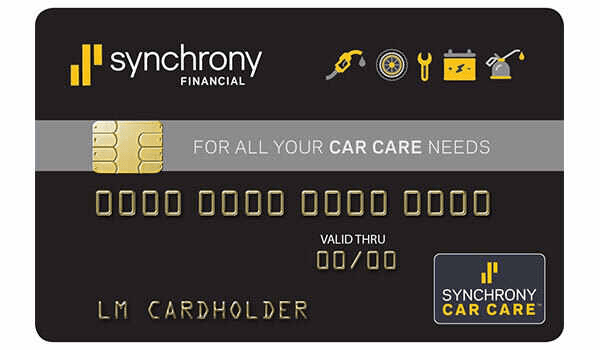 synchrony
FINANCIAL
FOR ALL YOUR CAR CARE NEEDS
0000 0000 0000 0000
VALID THRU
00/00
LM CARDHOLDER
SYNCHRONY
CAR CARE™